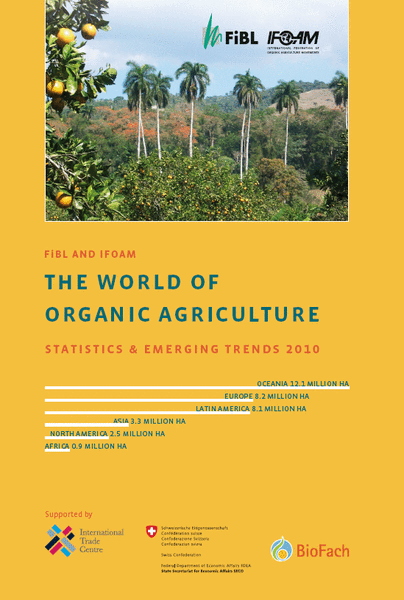 FiBL IFOAM
INTERNATIONAL FEDERATION OF
ORGANIC AGRICULTURE MOVEMENTS
FiBL AND IFOAM
THE WORLD OF
ORGANIC AGRICULTURE
STATISTICS & EMERGING TRENDS 2010
OCEANIA 12.1 MILLION HA
EUROPE 8.2 MILLION HA
LATIN AMERICA 8.1 MILLION HA
ASIA 3.3 MILLION HA
NORTH AMERICA 2.5 MILLION HA
AFRICA 0.9 MILLION HA
Supported by
International
Trade
Centre
Schweizerische Eidgenossenschaft
Confédération suisse
Confederazione Svizzera
Confederaziun svizra
Swiss Confederation
Federal Department of Economic Affairs FDEA
State Secretariat for Economic Affairs SECO
BioFach